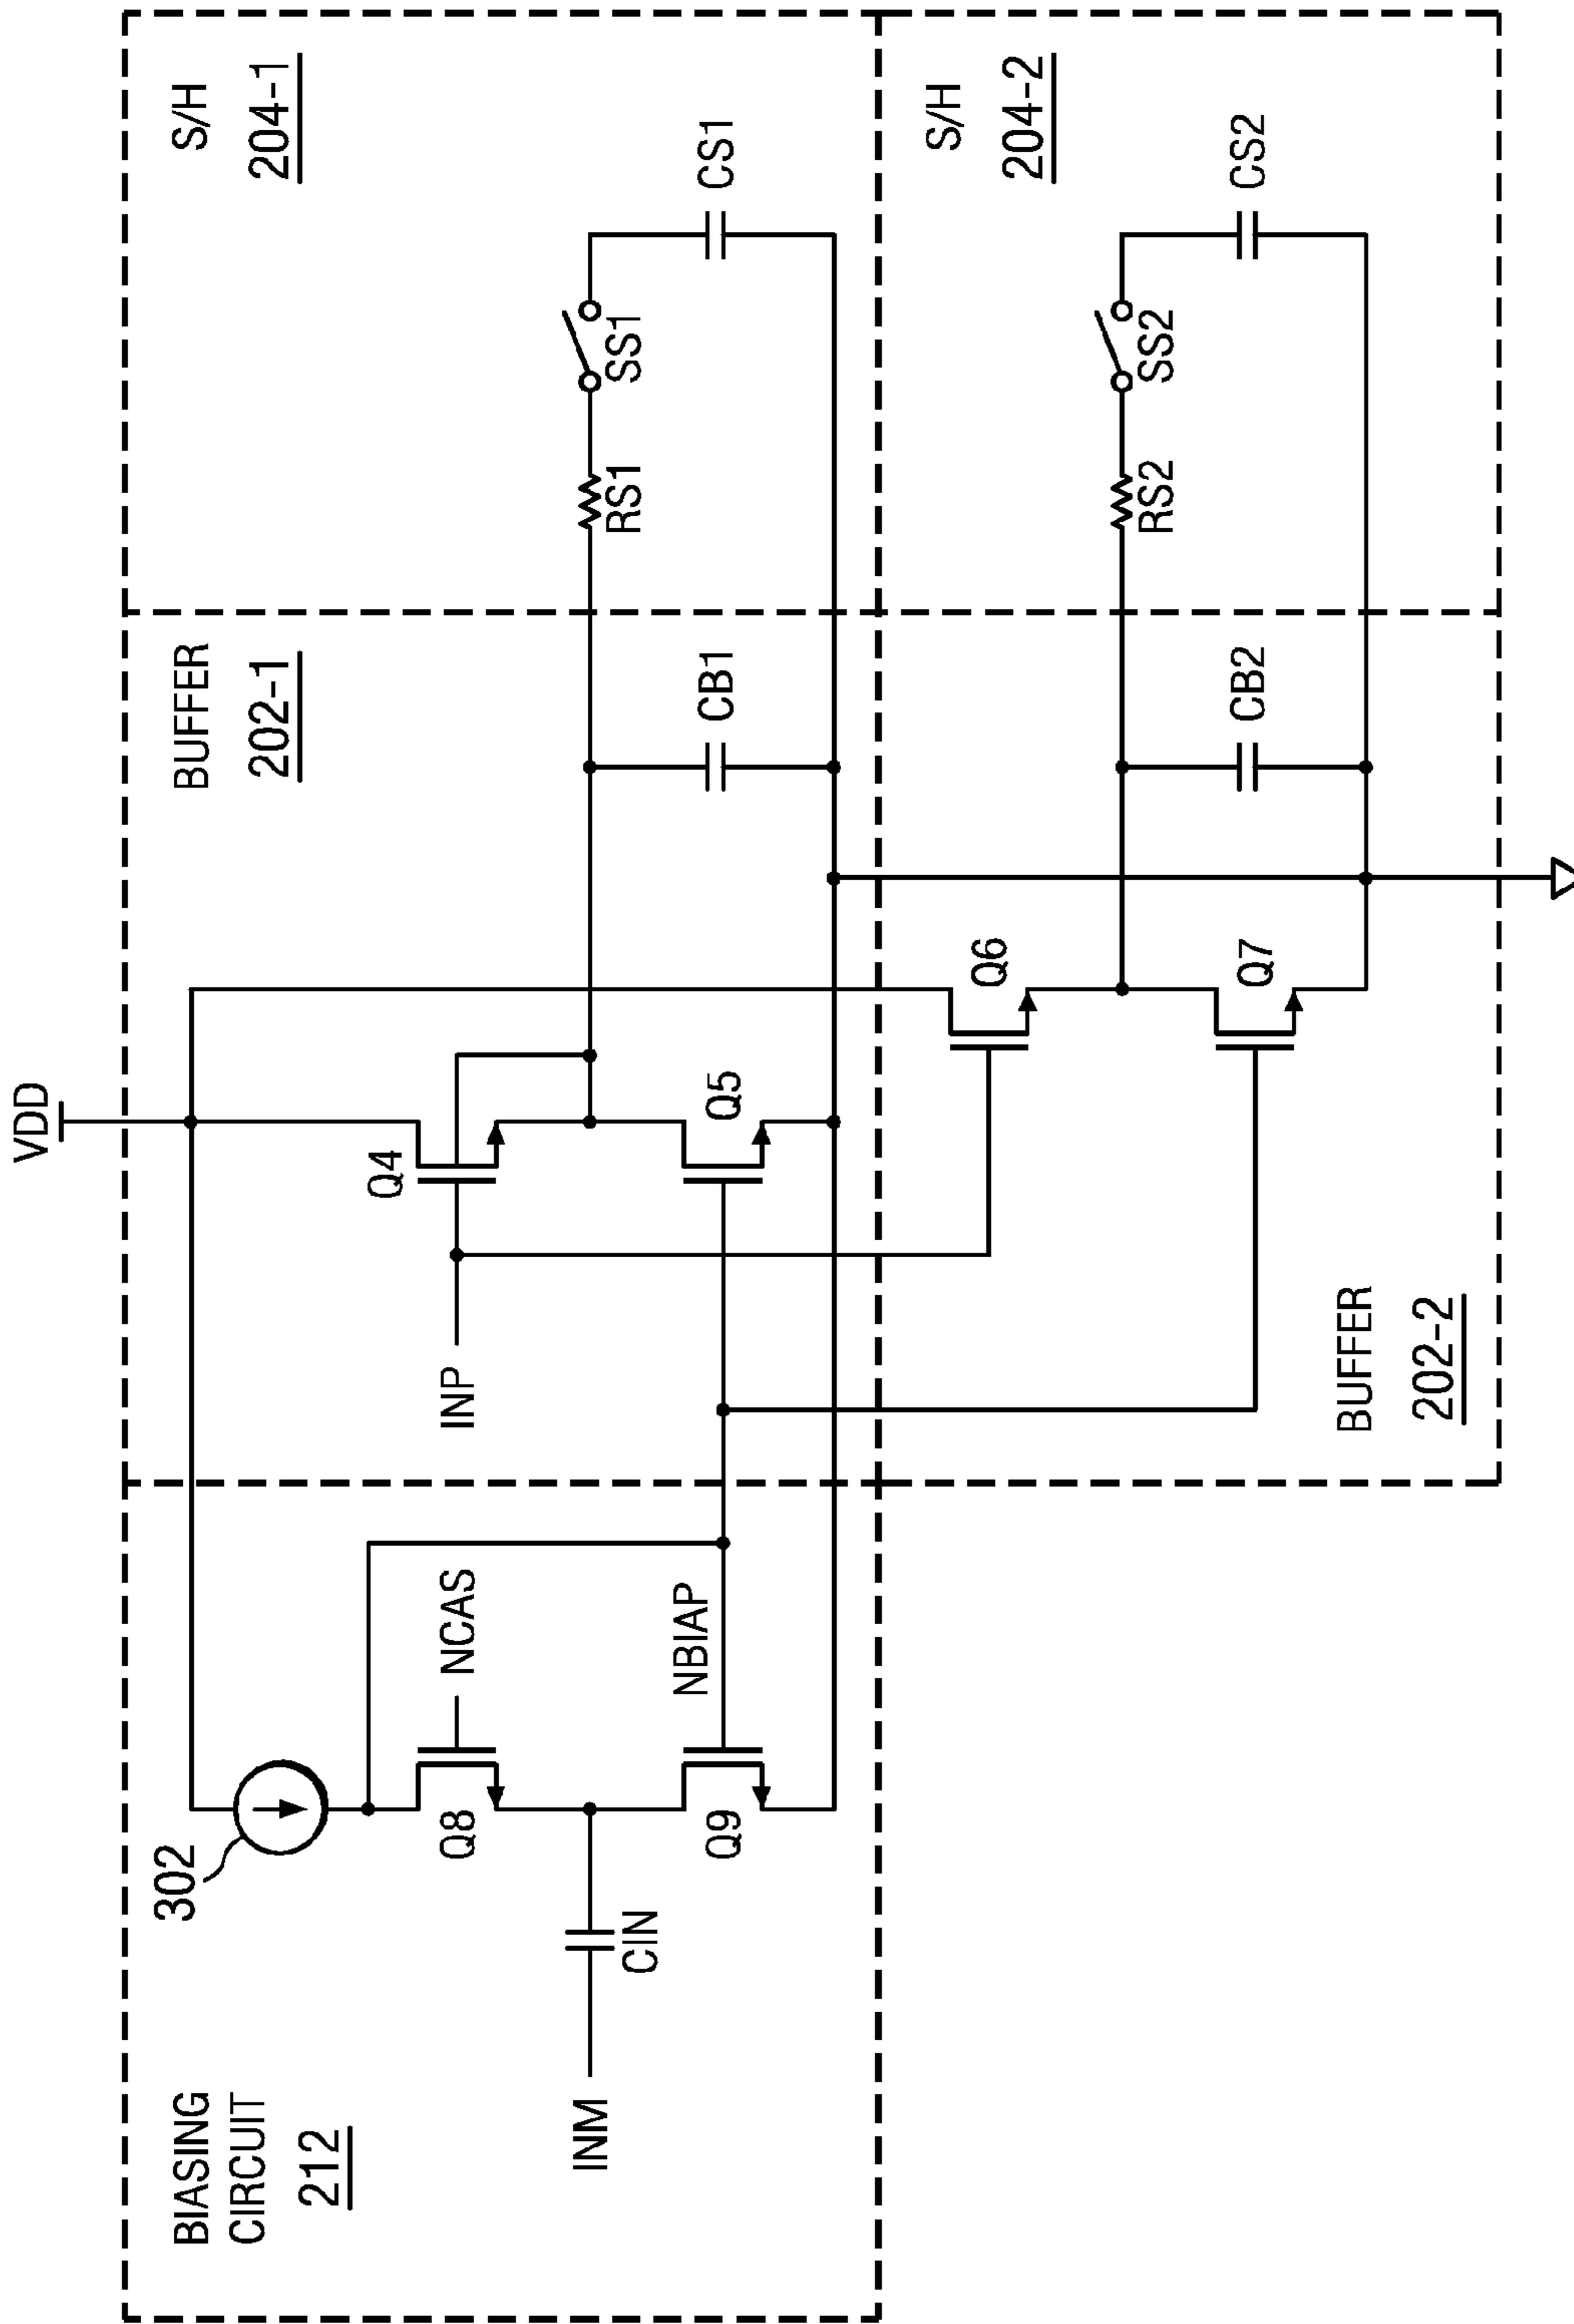 VDD
BIASING
CIRCUIT
212
302
Q8
NCAS
INM
CIN
Q9
NBIAP
BUFFER
202-1
INP
Q4
Q5
CB1
S/H
204-1
RS1
SS1
CS1
BUFFER
202-2
Q6
Q7
CB2
S/H
204-2
RS2
SS2
CS2